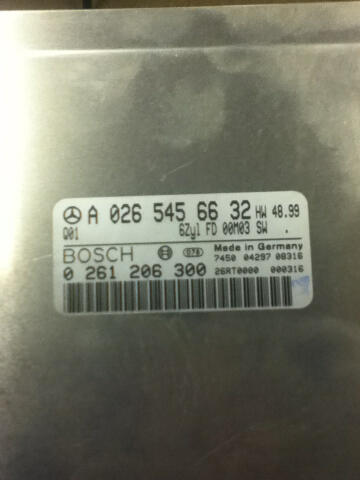 A 026 545 66 32 HW 48.99
Q01 6Zyl FD 00M03 SW .
BOSCH 078 Made in Germany
7450 04297 08316
0 261 206 300 26RT0000 000316